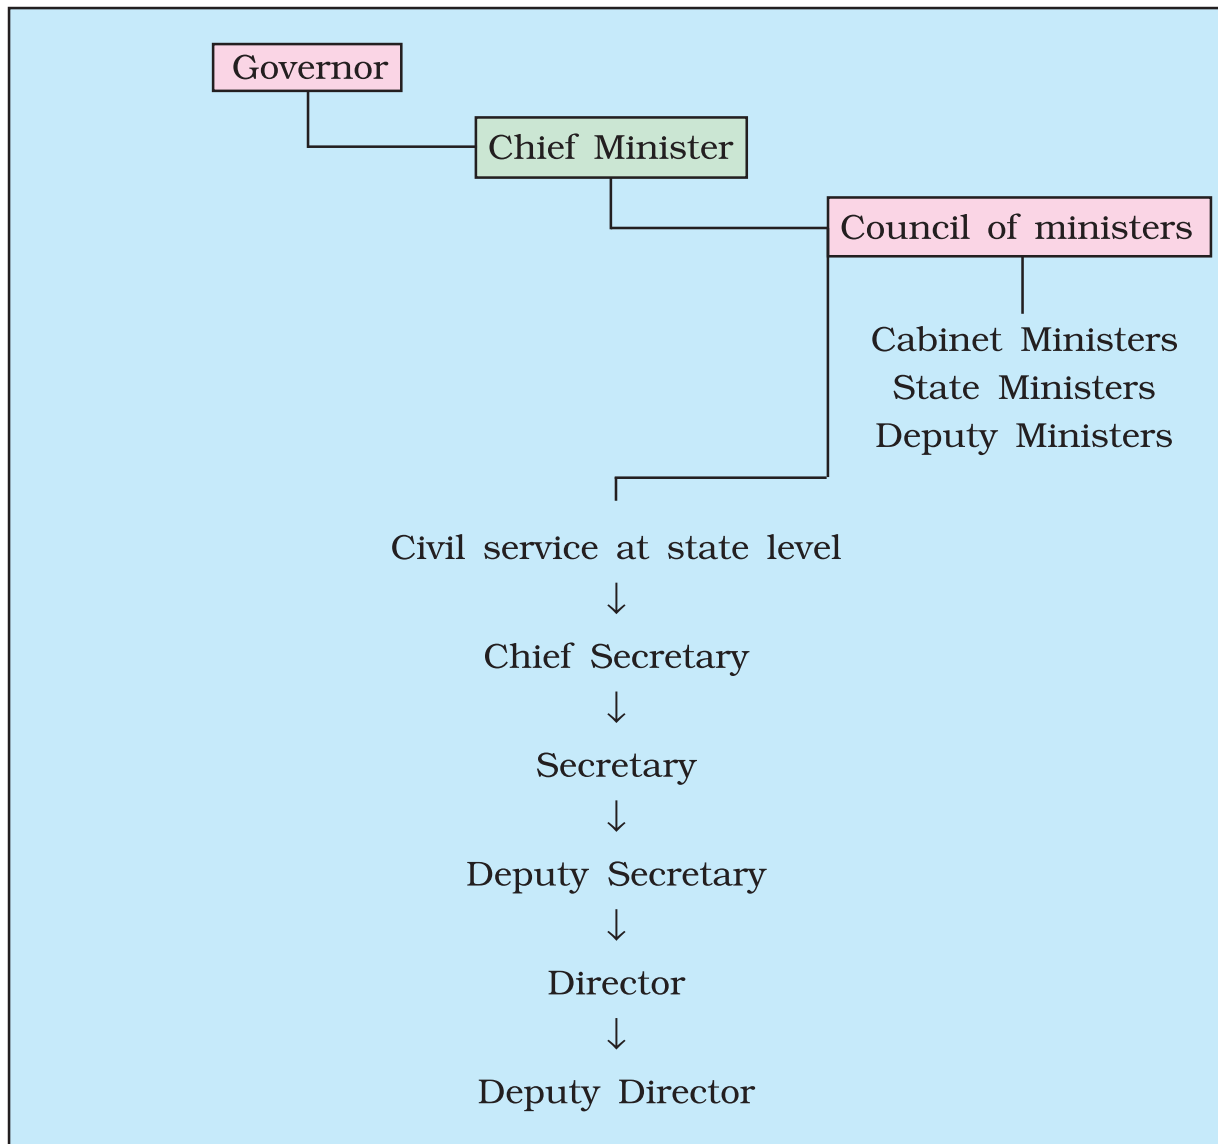 Governor
Chief Minister
Council of ministers
Cabinet Ministers
State Ministers
Deputy Ministers
Civil service at state level
↓
Chief Secretary
↓
Secretary
↓
Deputy Secretary
↓
Director
↓
Deputy Director